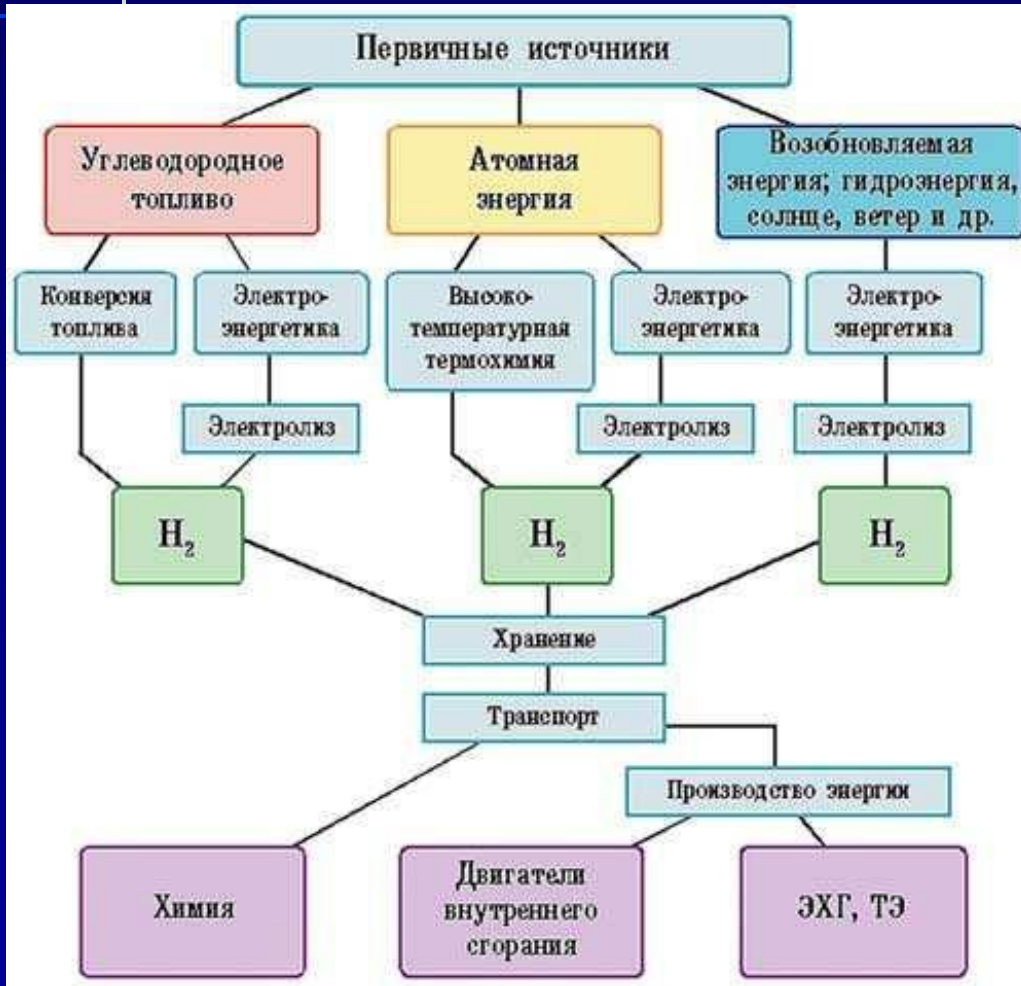 Первичные источники
Углеводородное
топливо
Атомная
энергия
Возобновляемая
энергия; гидроэнергия,
солнце, ветер и др.
Конверсия
топлива
Электро-
энергетика
Высоко-
температурная
термохимия
Электро-
энергетика
Электро-
энергетика
Электролиз
Электролиз
Электролиз
H₂
H₂
H₂
Хранение
Транспорт
Производство энергии
Химия
Двигатели
внутреннего
сгорания
ЭХГ, ТЭ